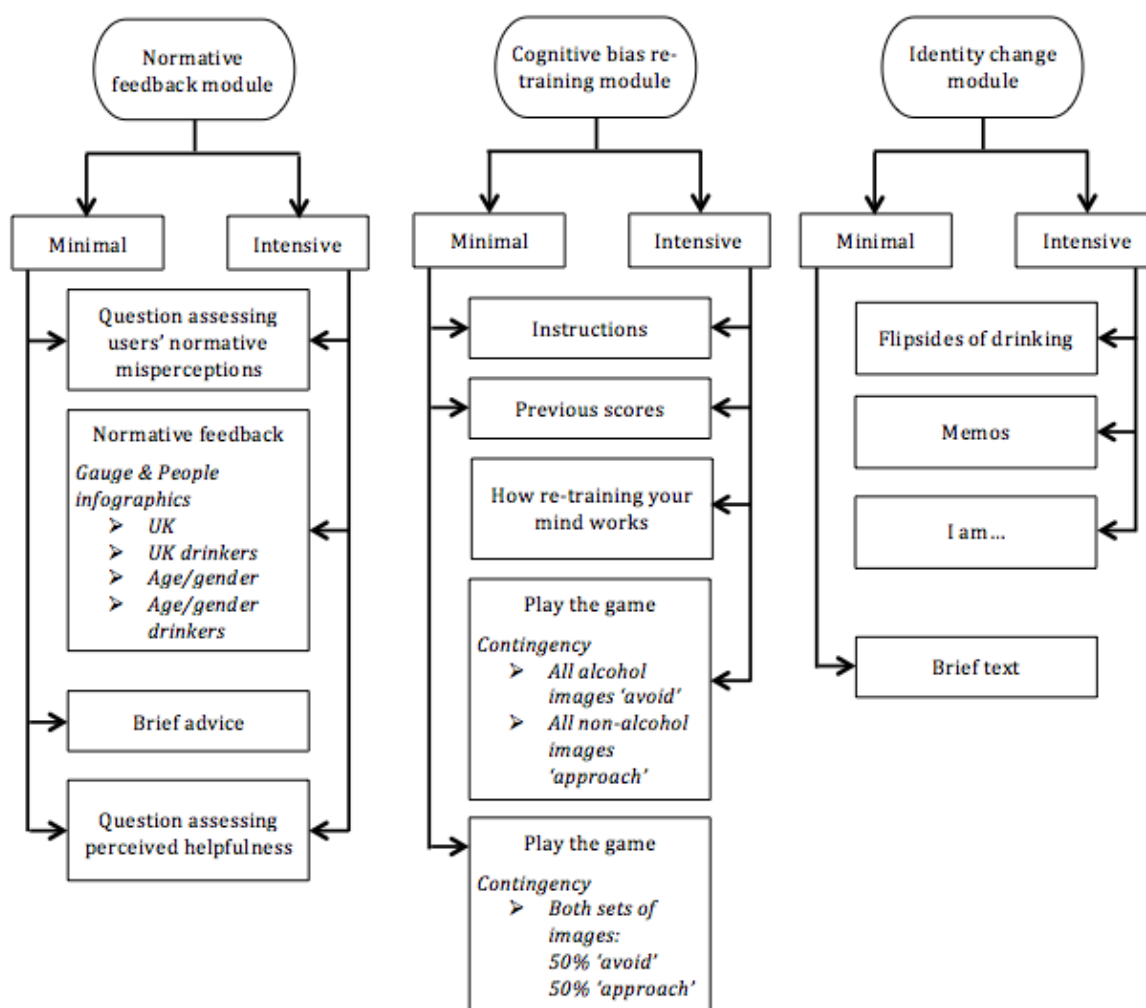 Normative
feedback module
Minimal
Intensive
Question assessing
users’ normative
misperceptions
Normative feedback
Gauge & People
infographics
➢ UK
➢ UK drinkers
➢ Age/gender
➢ Age/gender
drinkers
Brief advice
Question assessing
perceived helpfulness
Cognitive bias re-
training module
Minimal
Intensive
Instructions
Previous scores
How re-training your
mind works
Play the game
Contingency
➢ All alcohol
images ‘avoid’
➢ All non-alcohol
images
‘approach’
Play the game
Contingency
➢ Both sets of
images:
50% ‘avoid’
50% ‘approach’
Identity change
module
Minimal
Intensive
Flipsides of drinking
Memos
I am…
Brief text